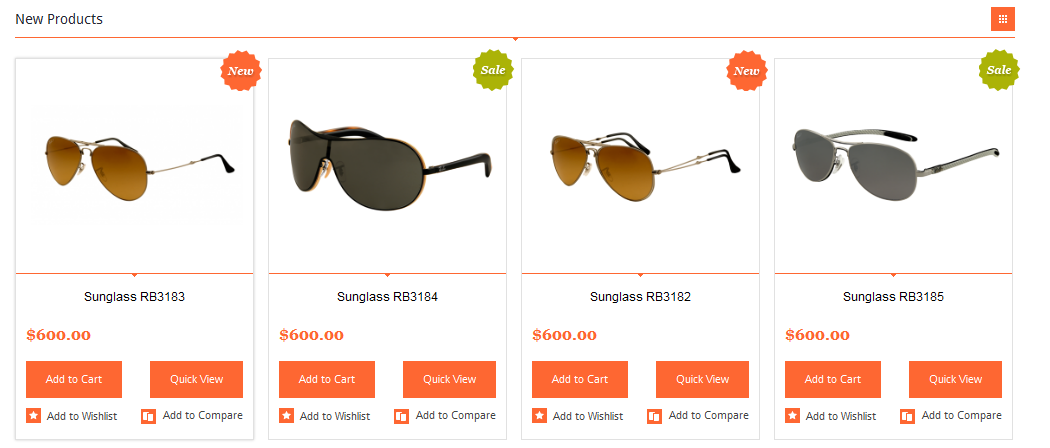 New Products
New
Sale
New
Sale
Sunglass RB3183
Sunglass RB3184
Sunglass RB3182
Sunglass RB3185
$600.00
$600.00
$600.00
$600.00
Add to Cart
Quick View
Add to Cart
Quick View
Add to Cart
Quick View
Add to Cart
Quick View
Add to Wishlist
Add to Compare
Add to Wishlist
Add to Compare
Add to Wishlist
Add to Compare
Add to Wishlist
Add to Compare